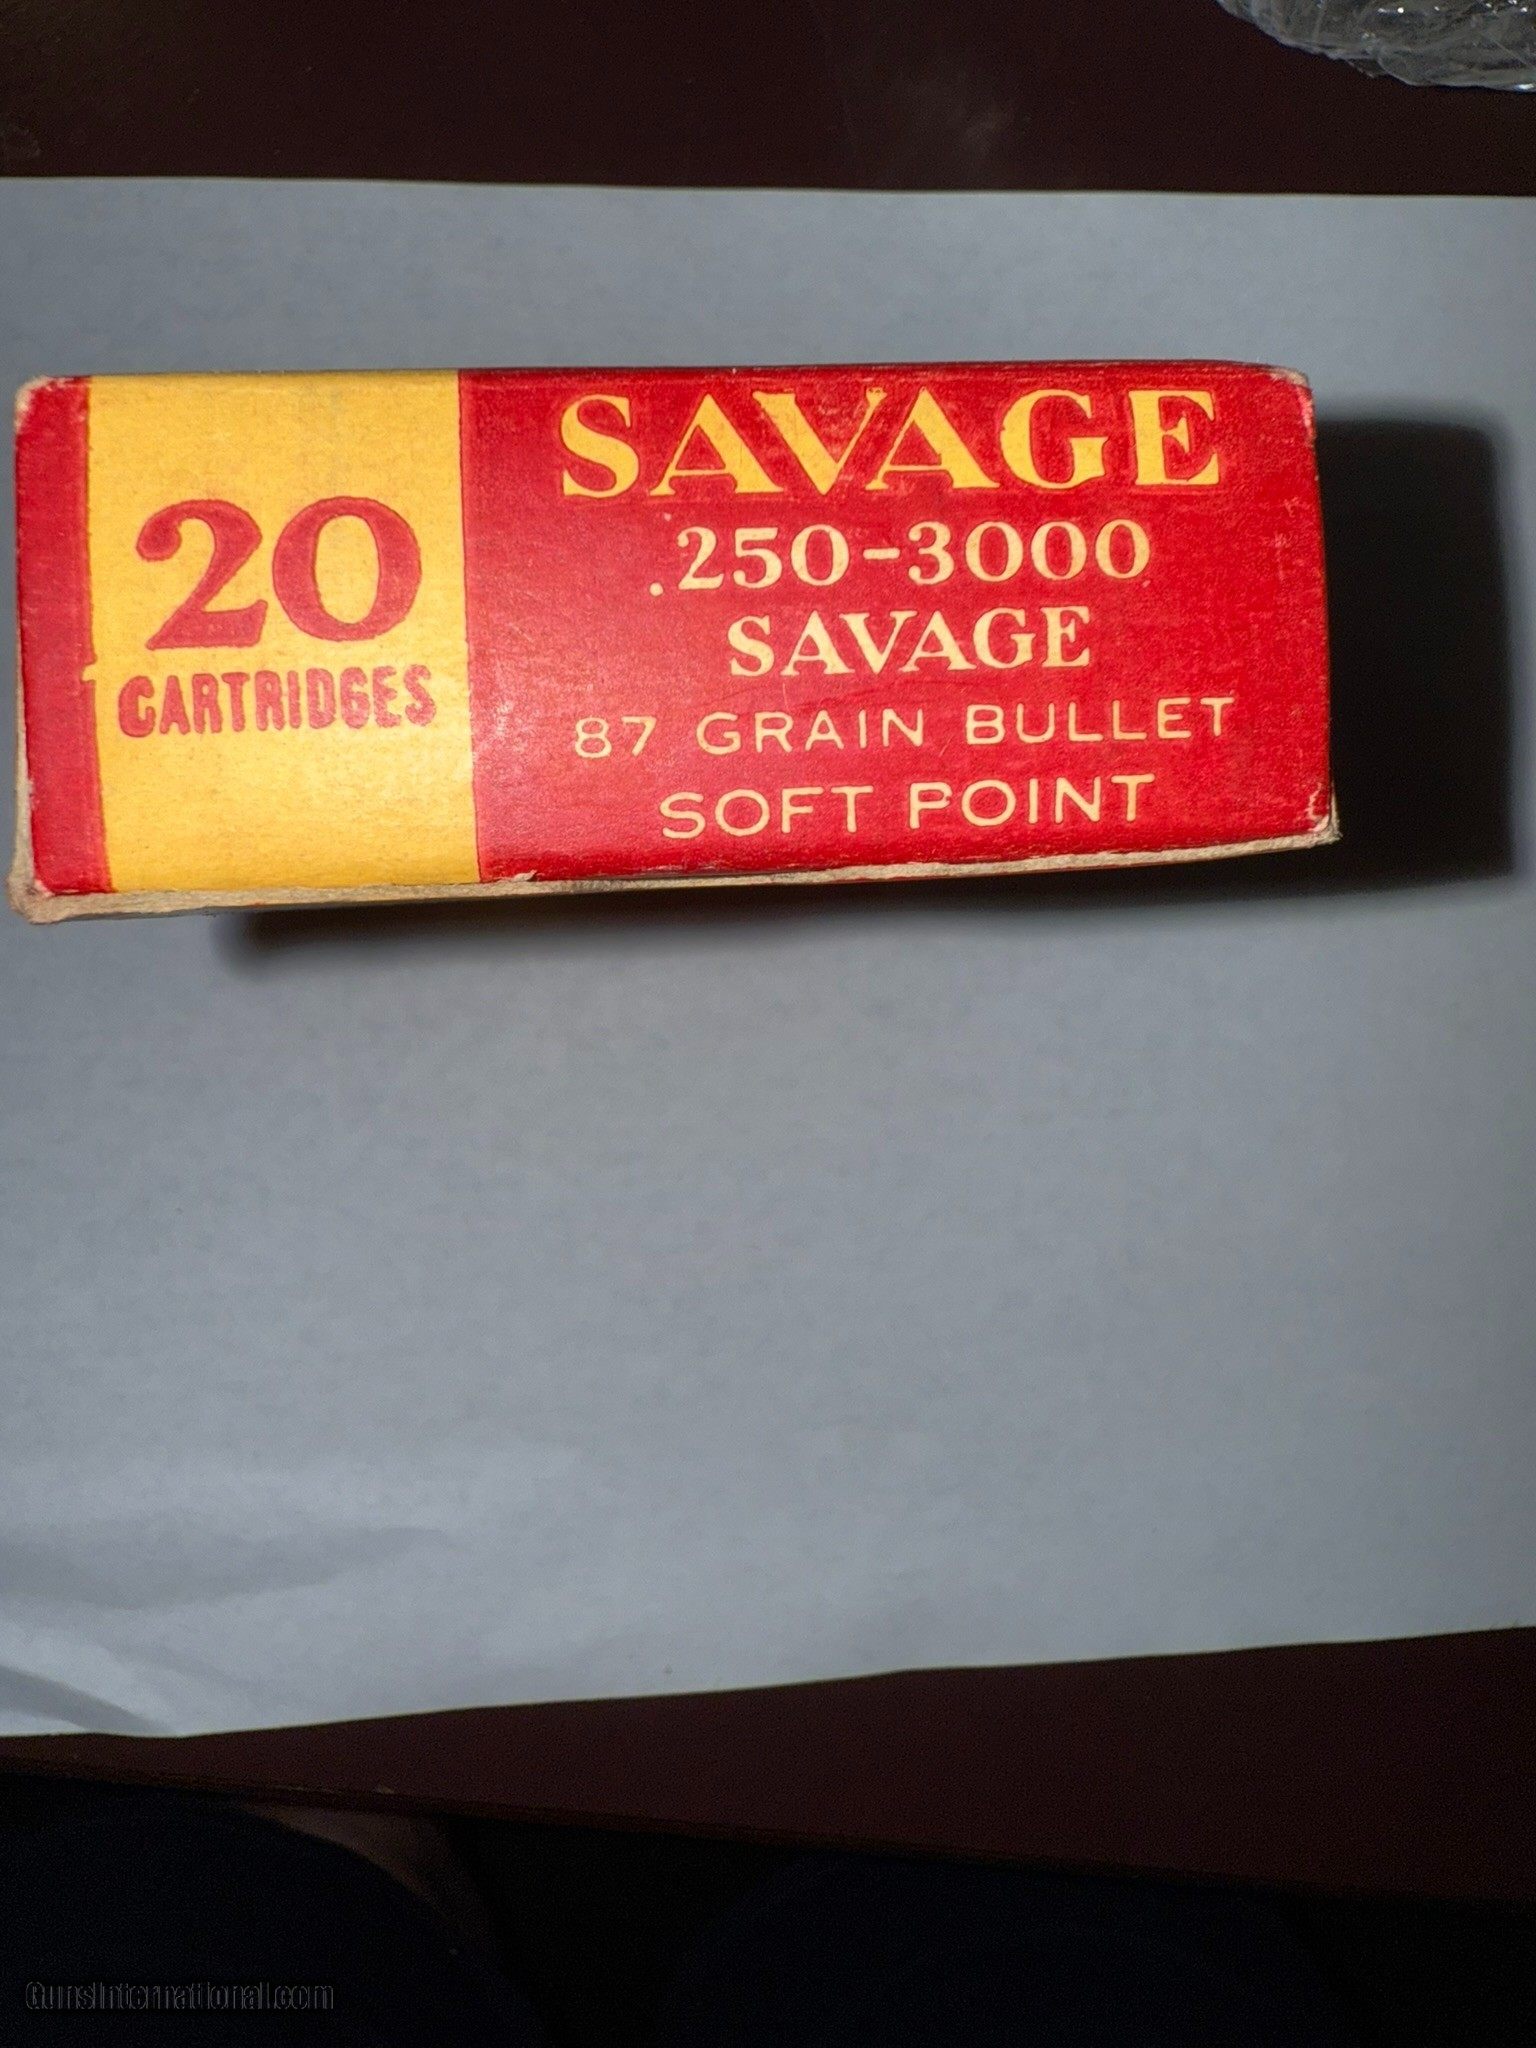 20
CARTRIDGES
SAVAGE
.250-3000
SAVAGE
87 GRAIN BULLET
SOFT POINT
GunsInternational.com